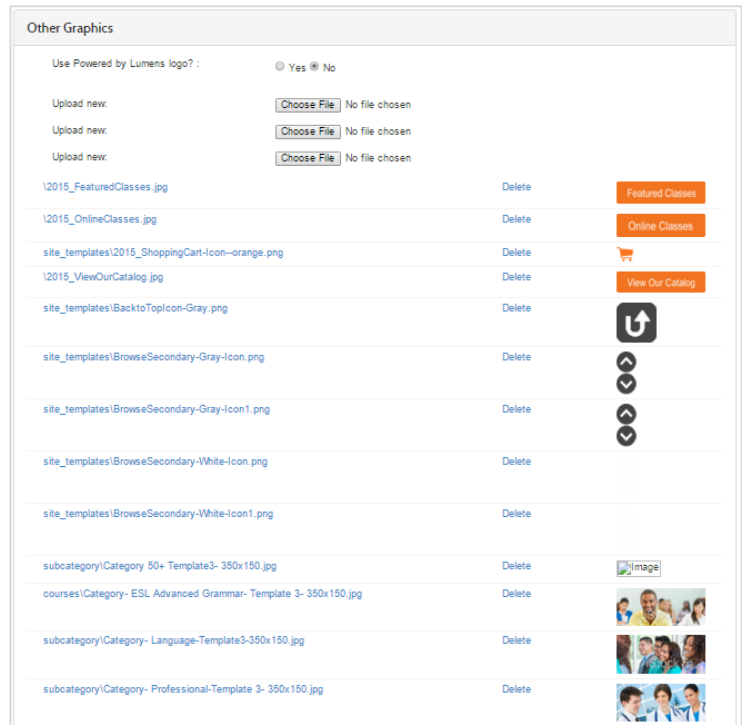 Other Graphics
Use Powered by Lumens logo? : Yes No
Upload new: Choose File No file chosen
Upload new: Choose File No file chosen
Upload new: Choose File No file chosen
\2015_FeaturedClasses.jpg Delete Featured Classes
\2015_OnlineClasses.jpg Delete Online Classes
site_templates\2015_ShoppingCart-Icon--orange.png Delete
\2015_ViewOurCatalog.jpg Delete View Our Catalog
site_templates\BacktoTopIcon-Gray.png Delete
site_templates\BrowseSecondary-Gray-Icon.png Delete
site_templates\BrowseSecondary-Gray-Icon1.png Delete
site_templates\BrowseSecondary-White-Icon.png Delete
site_templates\BrowseSecondary-White-Icon1.png Delete
subcategory\Category 50+ Template3- 350x150.jpg Delete Image
courses\Category- ESL Advanced Grammar- Template 3- 350x150.jpg Delete
subcategory\Category- Language-Template3-350x150.jpg Delete
subcategory\Category- Professional-Template 3- 350x150.jpg Delete